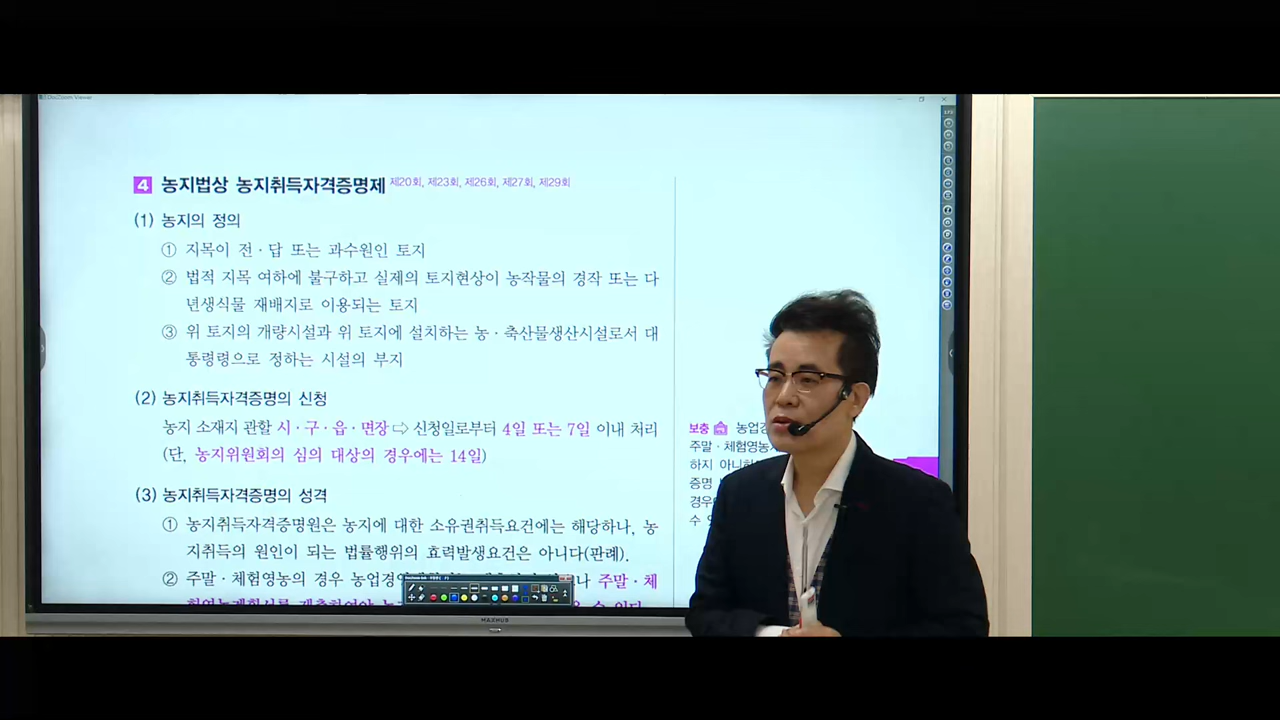 DocZoom Viewer
4 농지법상 농지취득자격증명제 제20회, 제23회, 제26회, 제27회, 제29회
(1) 농지의 정의
① 지목이 전·답 또는 과수원인 토지
② 법적 지목 여하에 불구하고 실제의 토지현상이 농작물의 경작 또는 다
년생식물 재배지로 이용되는 토지
③ 위 토지의 개량시설과 위 토지에 설치하는 농·축산물생산시설로서 대
통령령으로 정하는 시설의 부지
(2) 농지취득자격증명의 신청
농지 소재지 관할 시·구·읍·면장 ⇨ 신청일로부터 4일 또는 7일 이내 처리
(단, 농지위원회의 심의 대상의 경우에는 14일)
(3) 농지취득자격증명의 성격
① 농지취득자격증명원은 농지에 대한 소유권취득요건에는 해당하나, 농
지취득의 원인이 되는 법률행위의 효력발생요건은 아니다(판례).
② 주말·체험영농의 경우 농업경영 주말·체
보충 농업경
주말·체험영농
하지 아니하
증명
경우
수
MAXHUB